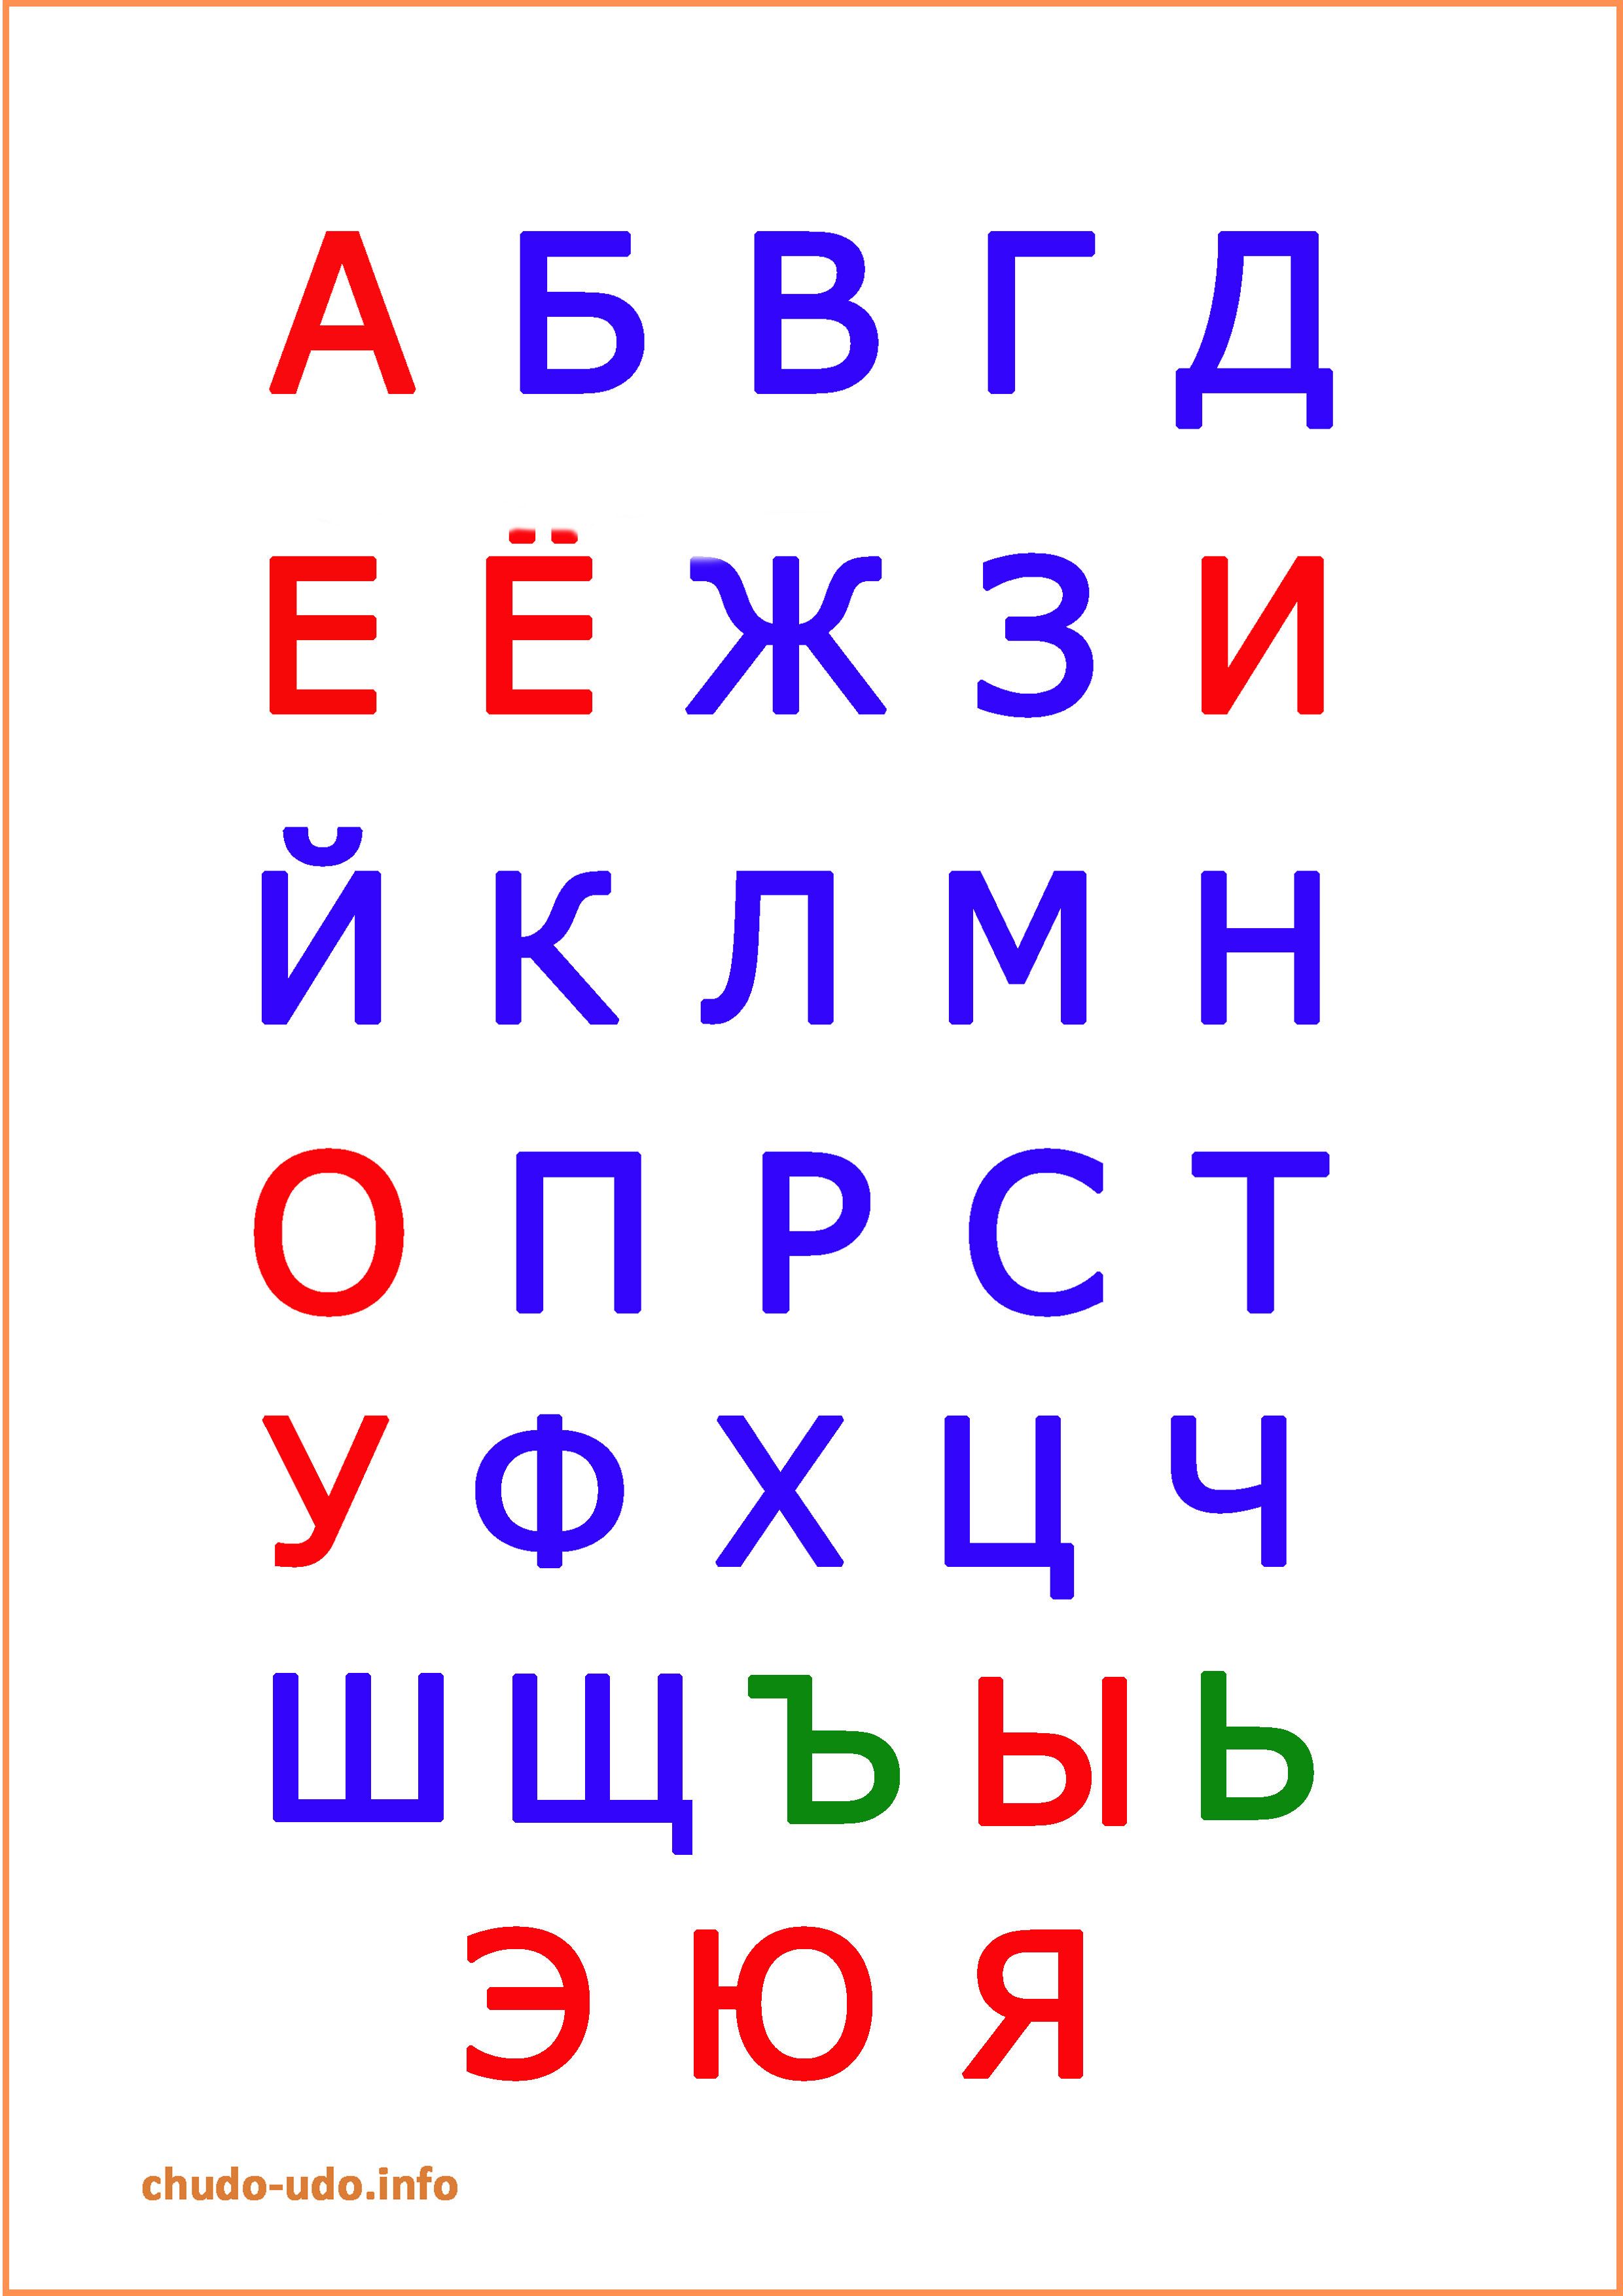 А Б В Г Д
Е Ё Ж З И
Й К Л М Н
О П Р С Т
У Ф Х Ц Ч
Ш Щ Ъ Ы Ь
Э Ю Я
chudo-udo.info